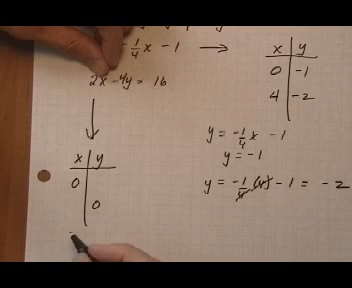 -1/4 x - 1
2x - 4y = 16
x y
0 -1
4 -2
y = -1/4 x - 1
y = -1
y = -1/4 (4) - 1 = -2
x y
0
0